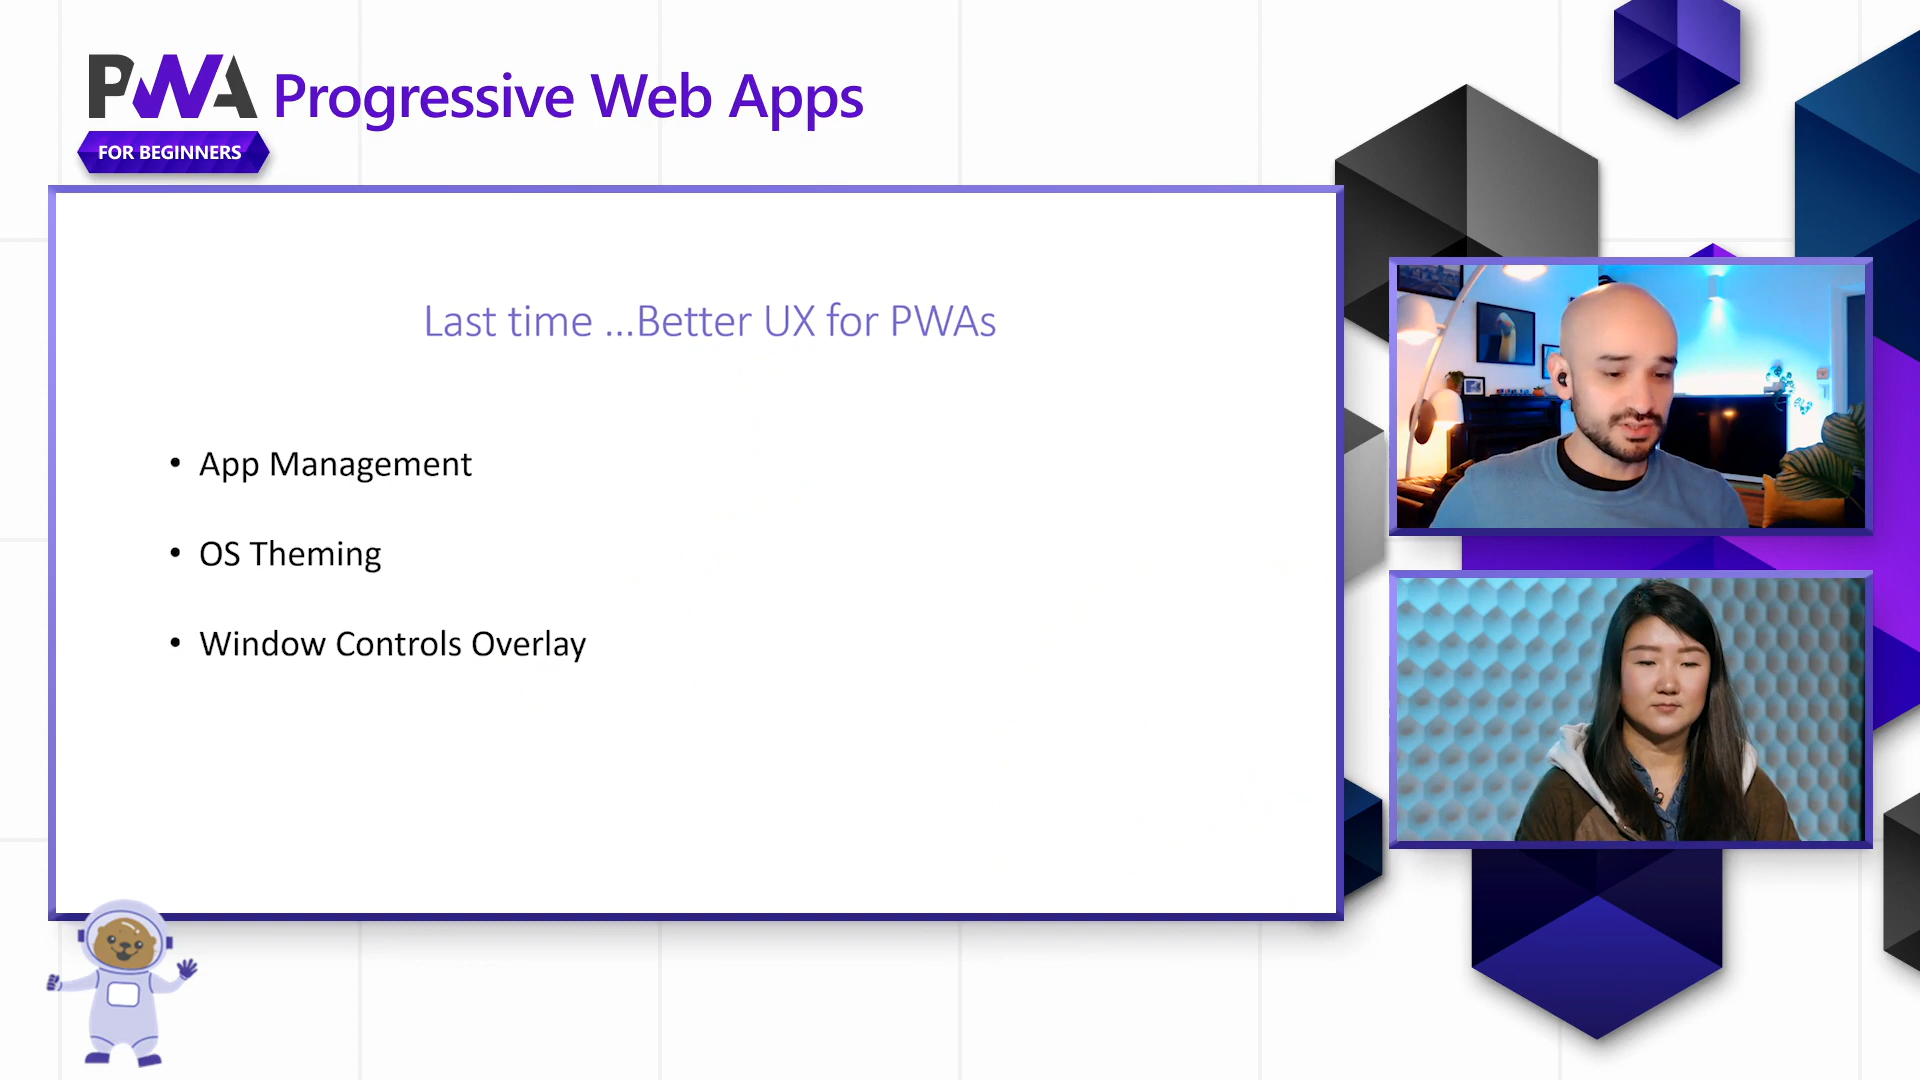 PWA Progressive Web Apps
FOR BEGINNERS
Last time ...Better UX for PWAs
• App Management
• OS Theming
• Window Controls Overlay